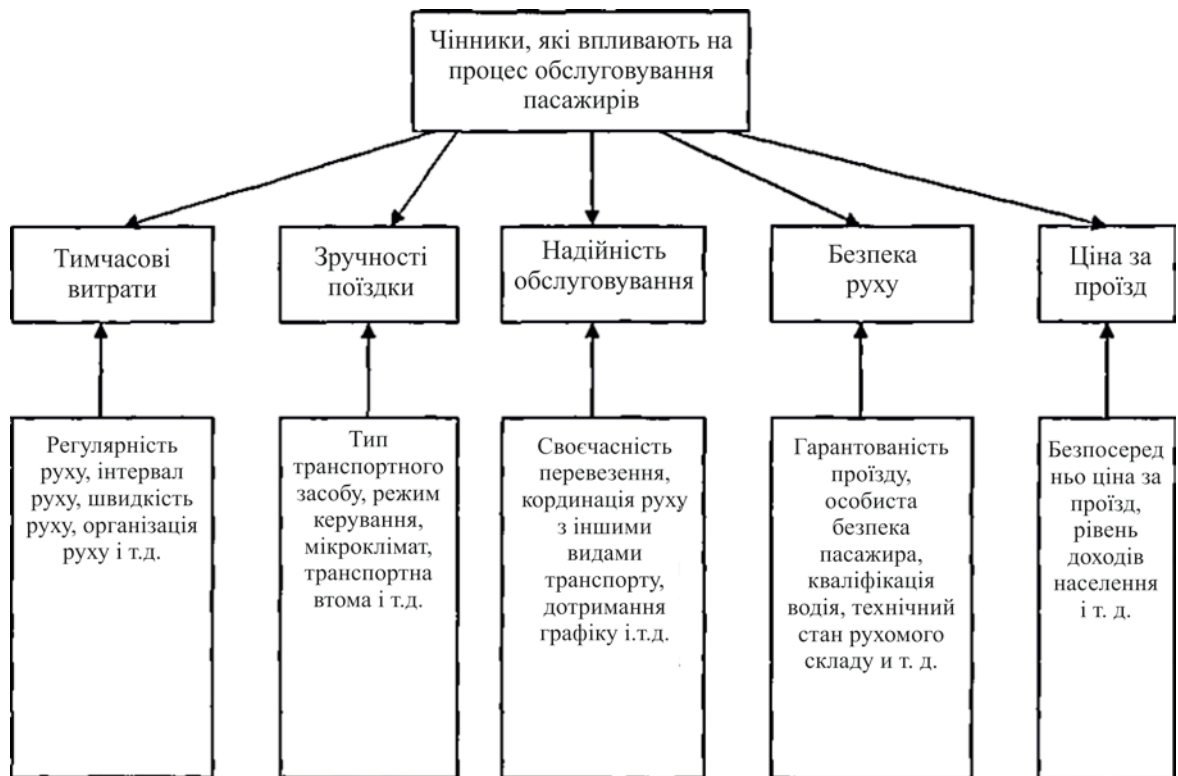 Чінники, які впливають на
процес обслуговування
пасажирів
Тимчасові
витрати
Зручності
поїздки
Надійність
обслуговування
Безпека
руху
Ціна за
проїзд
Регулярність
руху, інтервал
руху, швидкість
руху, організація
руху і т.д.
Тип
транспортного
засобу, режим
керування,
мікроклімат,
транспортна
втома і т.д.
Своєчасність
перевезення,
кординація руху
з іншими
видами
транспорту,
дотримання
графіку і.т.д.
Гарантованість
проїзду,
особиста
безпека
пасажира,
кваліфікація
водія, технічний
стан рухомого
складу и т. д.
Безпосеред
ньо ціна за
проїзд,
рівень
доходів
населення
і т. д.